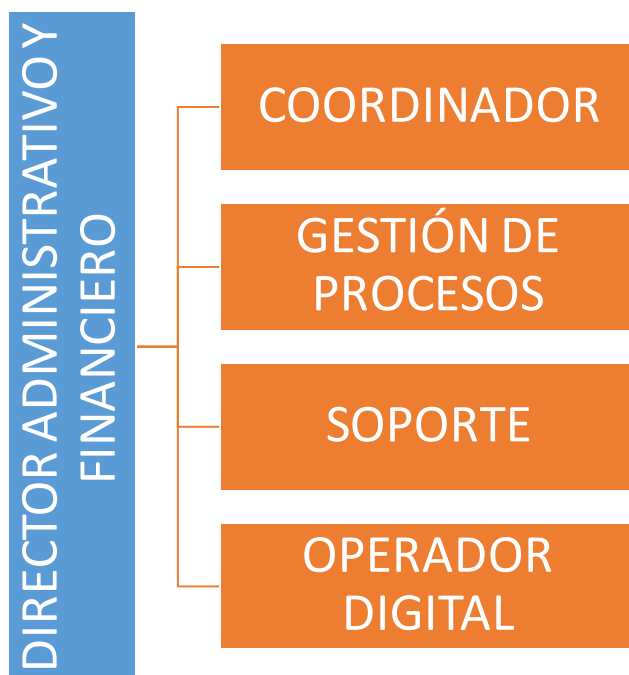 DIRECTOR ADMINISTRATIVO Y
FINANCIERO
COORDINADOR
GESTIÓN DE
PROCESOS
SOPORTE
OPERADOR
DIGITAL